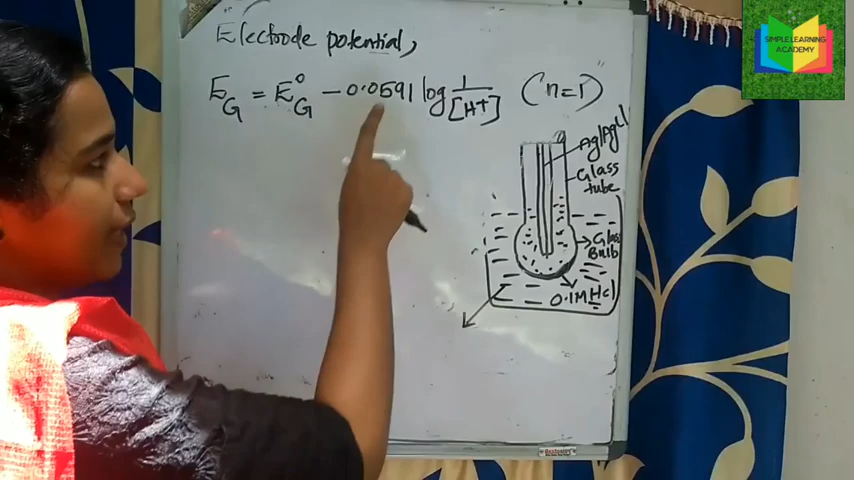 SIMPLE LEARNING
ACADEMY
Electrode potential,
E_G = E°_G - 0.0591 log 1/[H+] (n=1)
Ag|AgCl
Glass
tube
Glass
Bulb
0.1M HCl